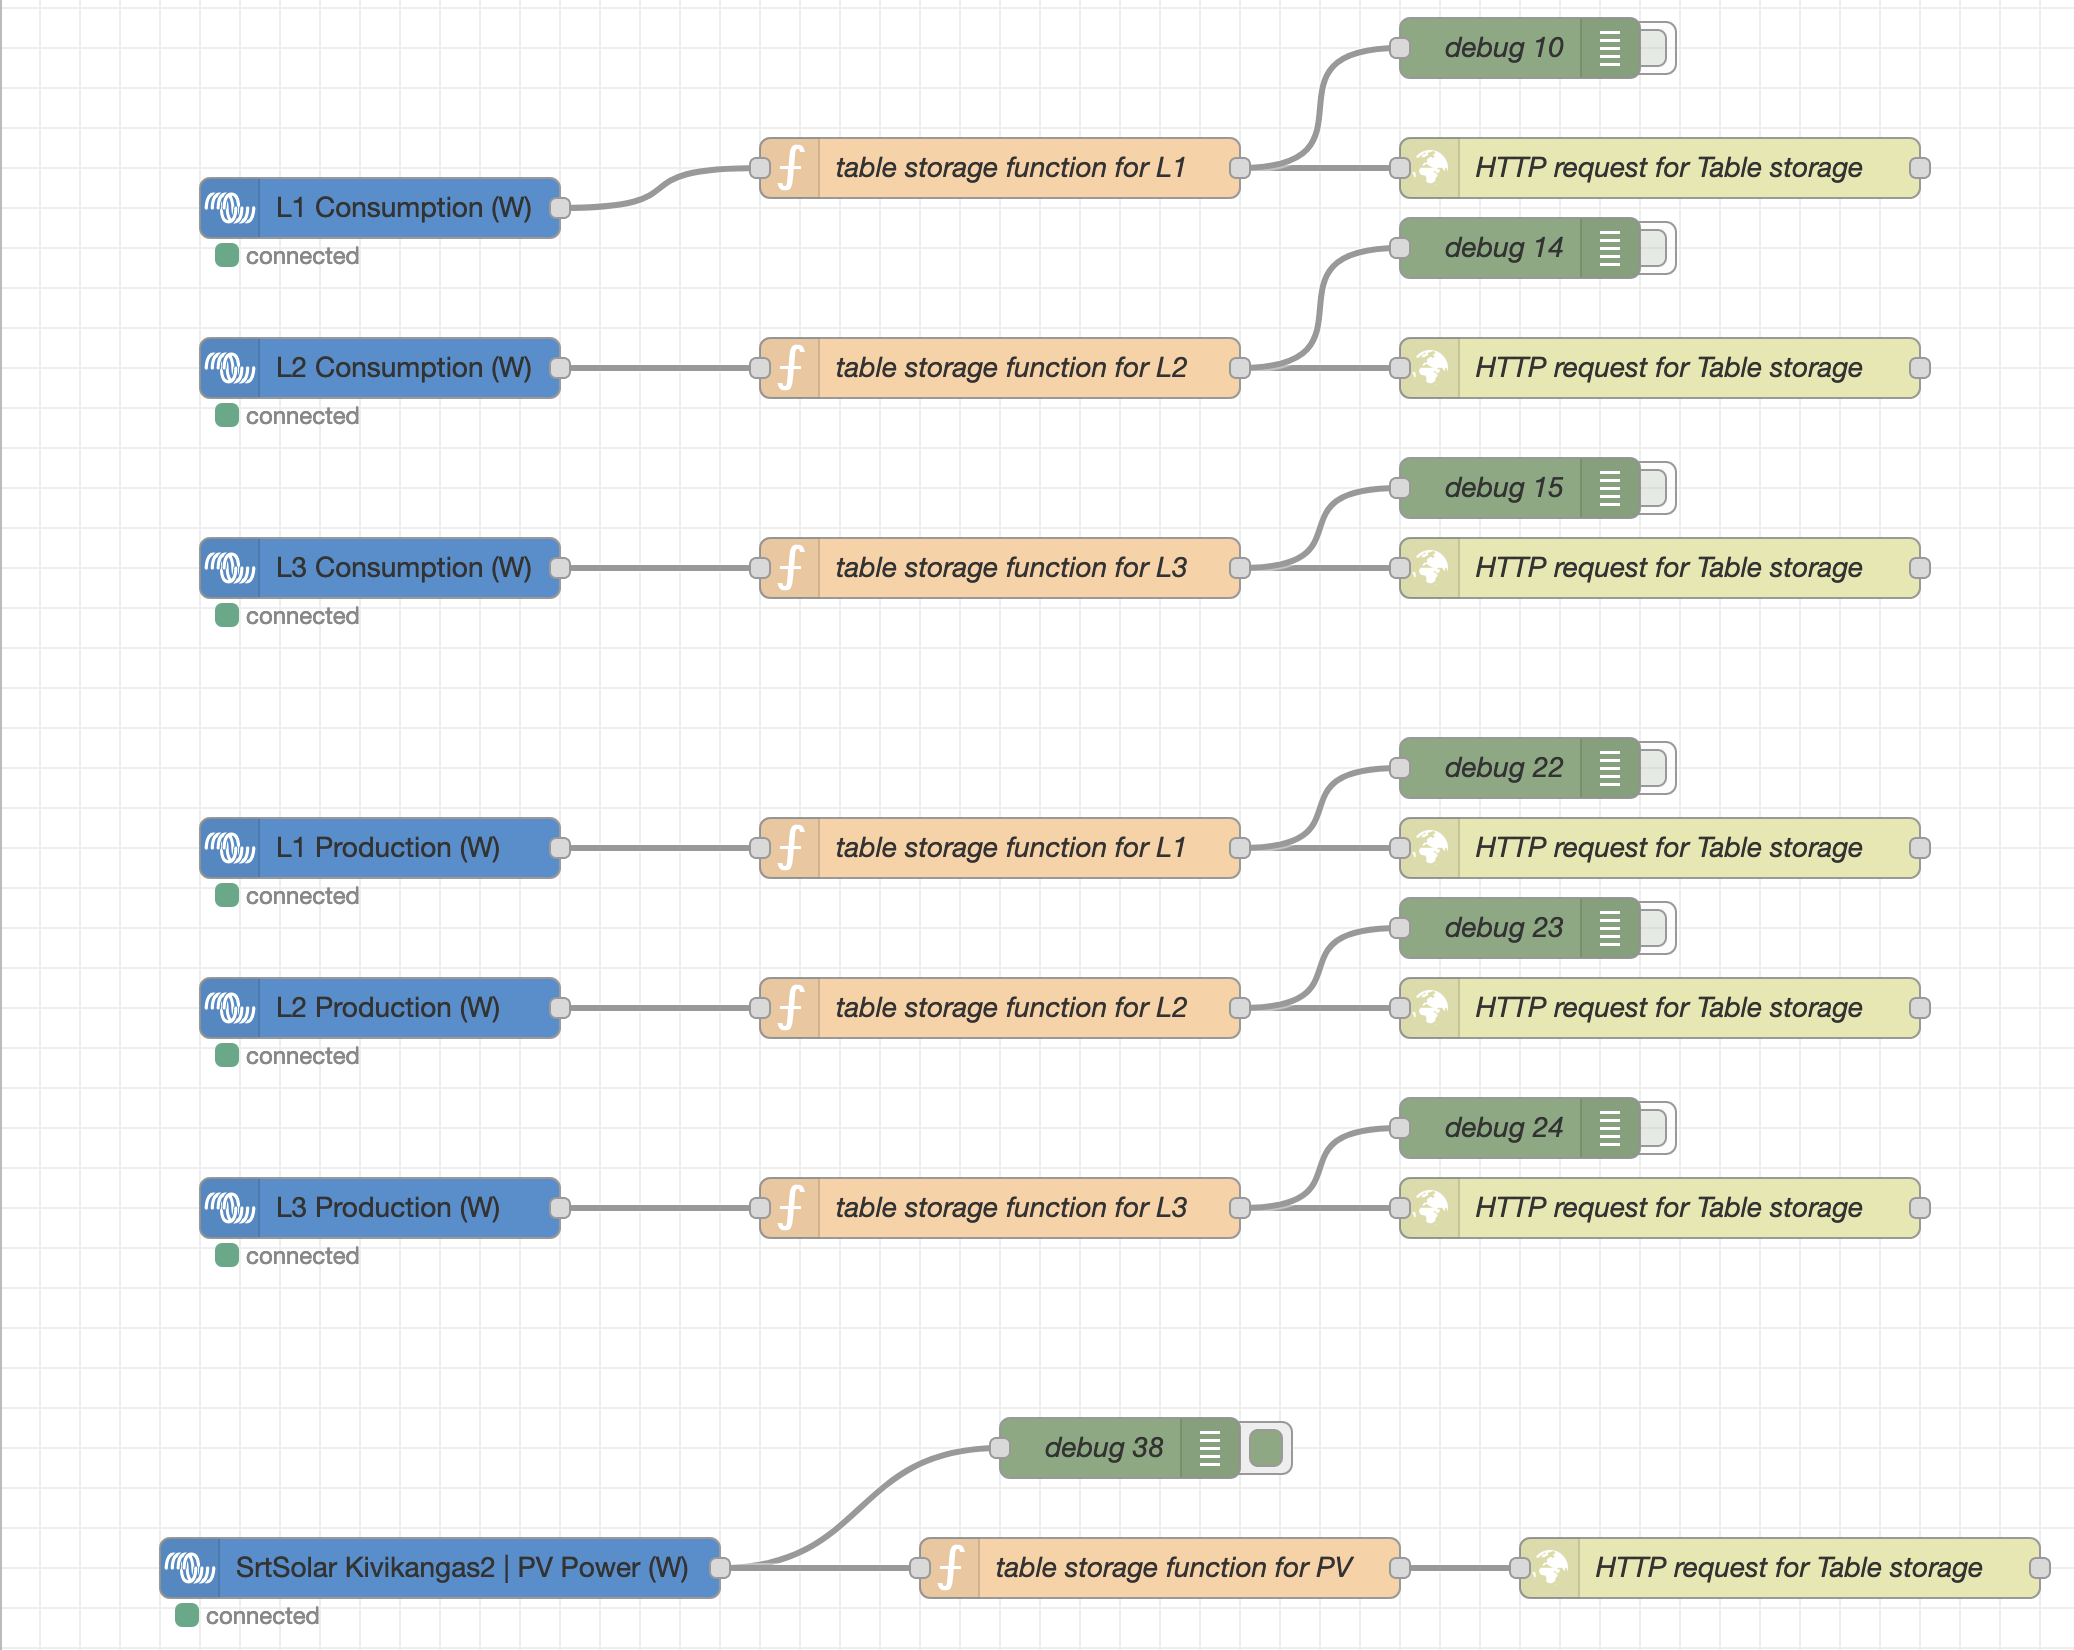 debug 10
table storage function for L1
HTTP request for Table storage
L1 Consumption (W)
connected
debug 14
L2 Consumption (W)
table storage function for L2
HTTP request for Table storage
connected
debug 15
L3 Consumption (W)
table storage function for L3
HTTP request for Table storage
connected
debug 22
L1 Production (W)
table storage function for L1
HTTP request for Table storage
connected
debug 23
L2 Production (W)
table storage function for L2
HTTP request for Table storage
connected
debug 24
L3 Production (W)
table storage function for L3
HTTP request for Table storage
connected
debug 38
SrtSolar Kivikangas2 | PV Power (W)
table storage function for PV
HTTP request for Table storage
connected